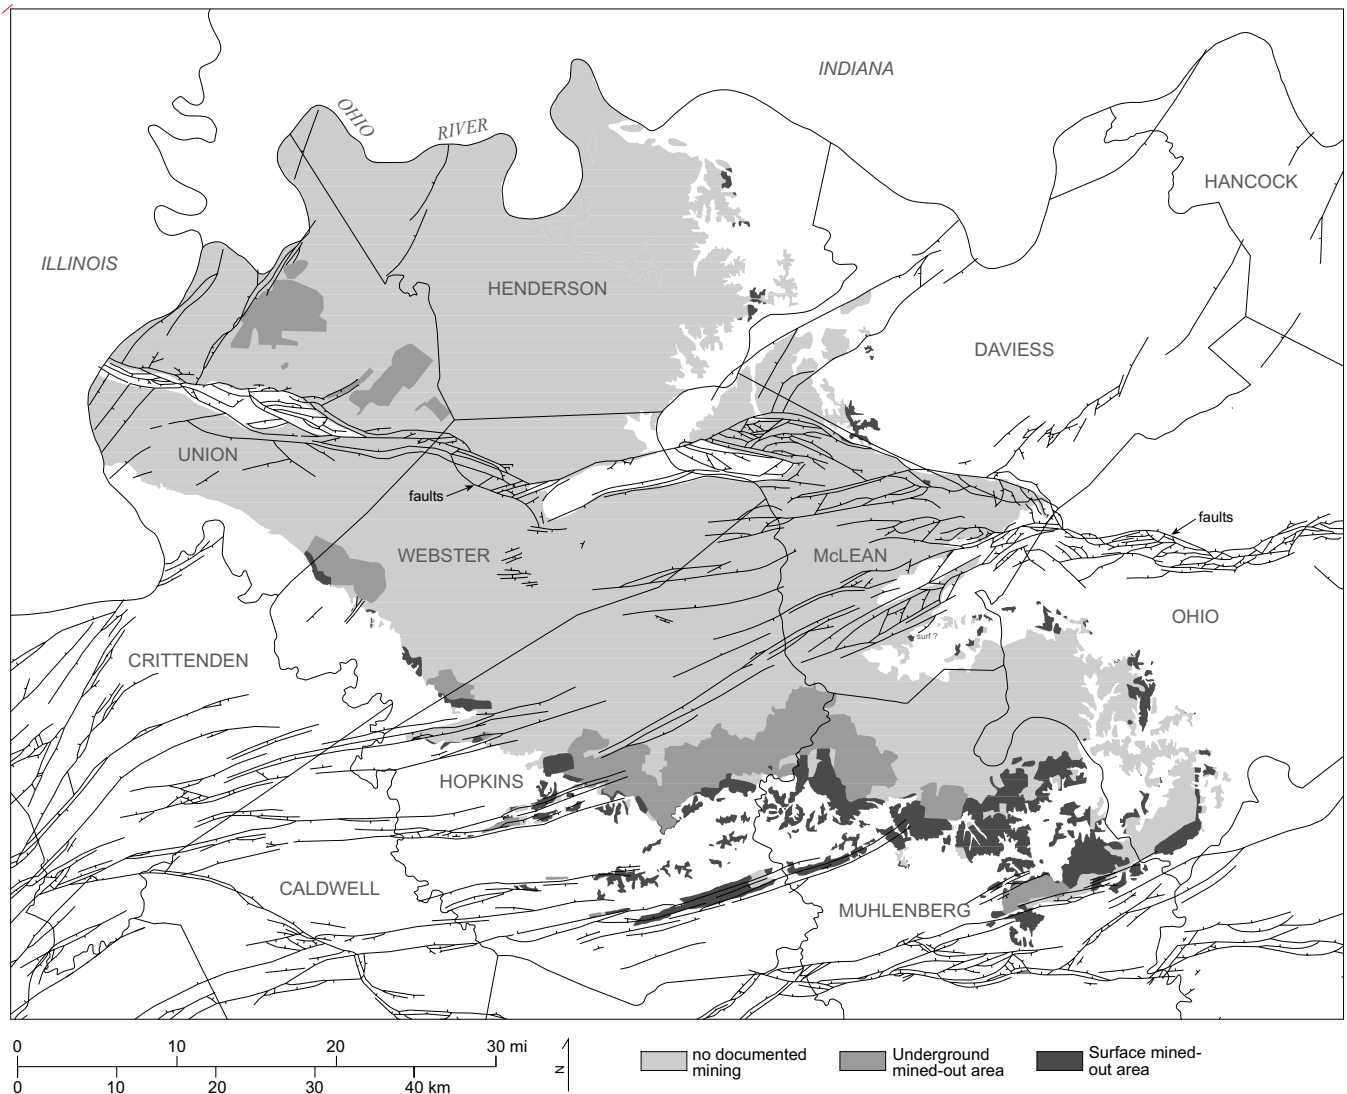 INDIANA
OHIO
RIVER
HANCOCK
ILLINOIS
HENDERSON
DAVIESS
UNION
faults
faults
WEBSTER
McLEAN
OHIO
surf ?
CRITTENDEN
HOPKINS
CALDWELL
MUHLENBERG
0 10 20 30 mi
0 10 20 30 40 km
N
no documented
mining
Underground
mined-out area
Surface mined-
out area